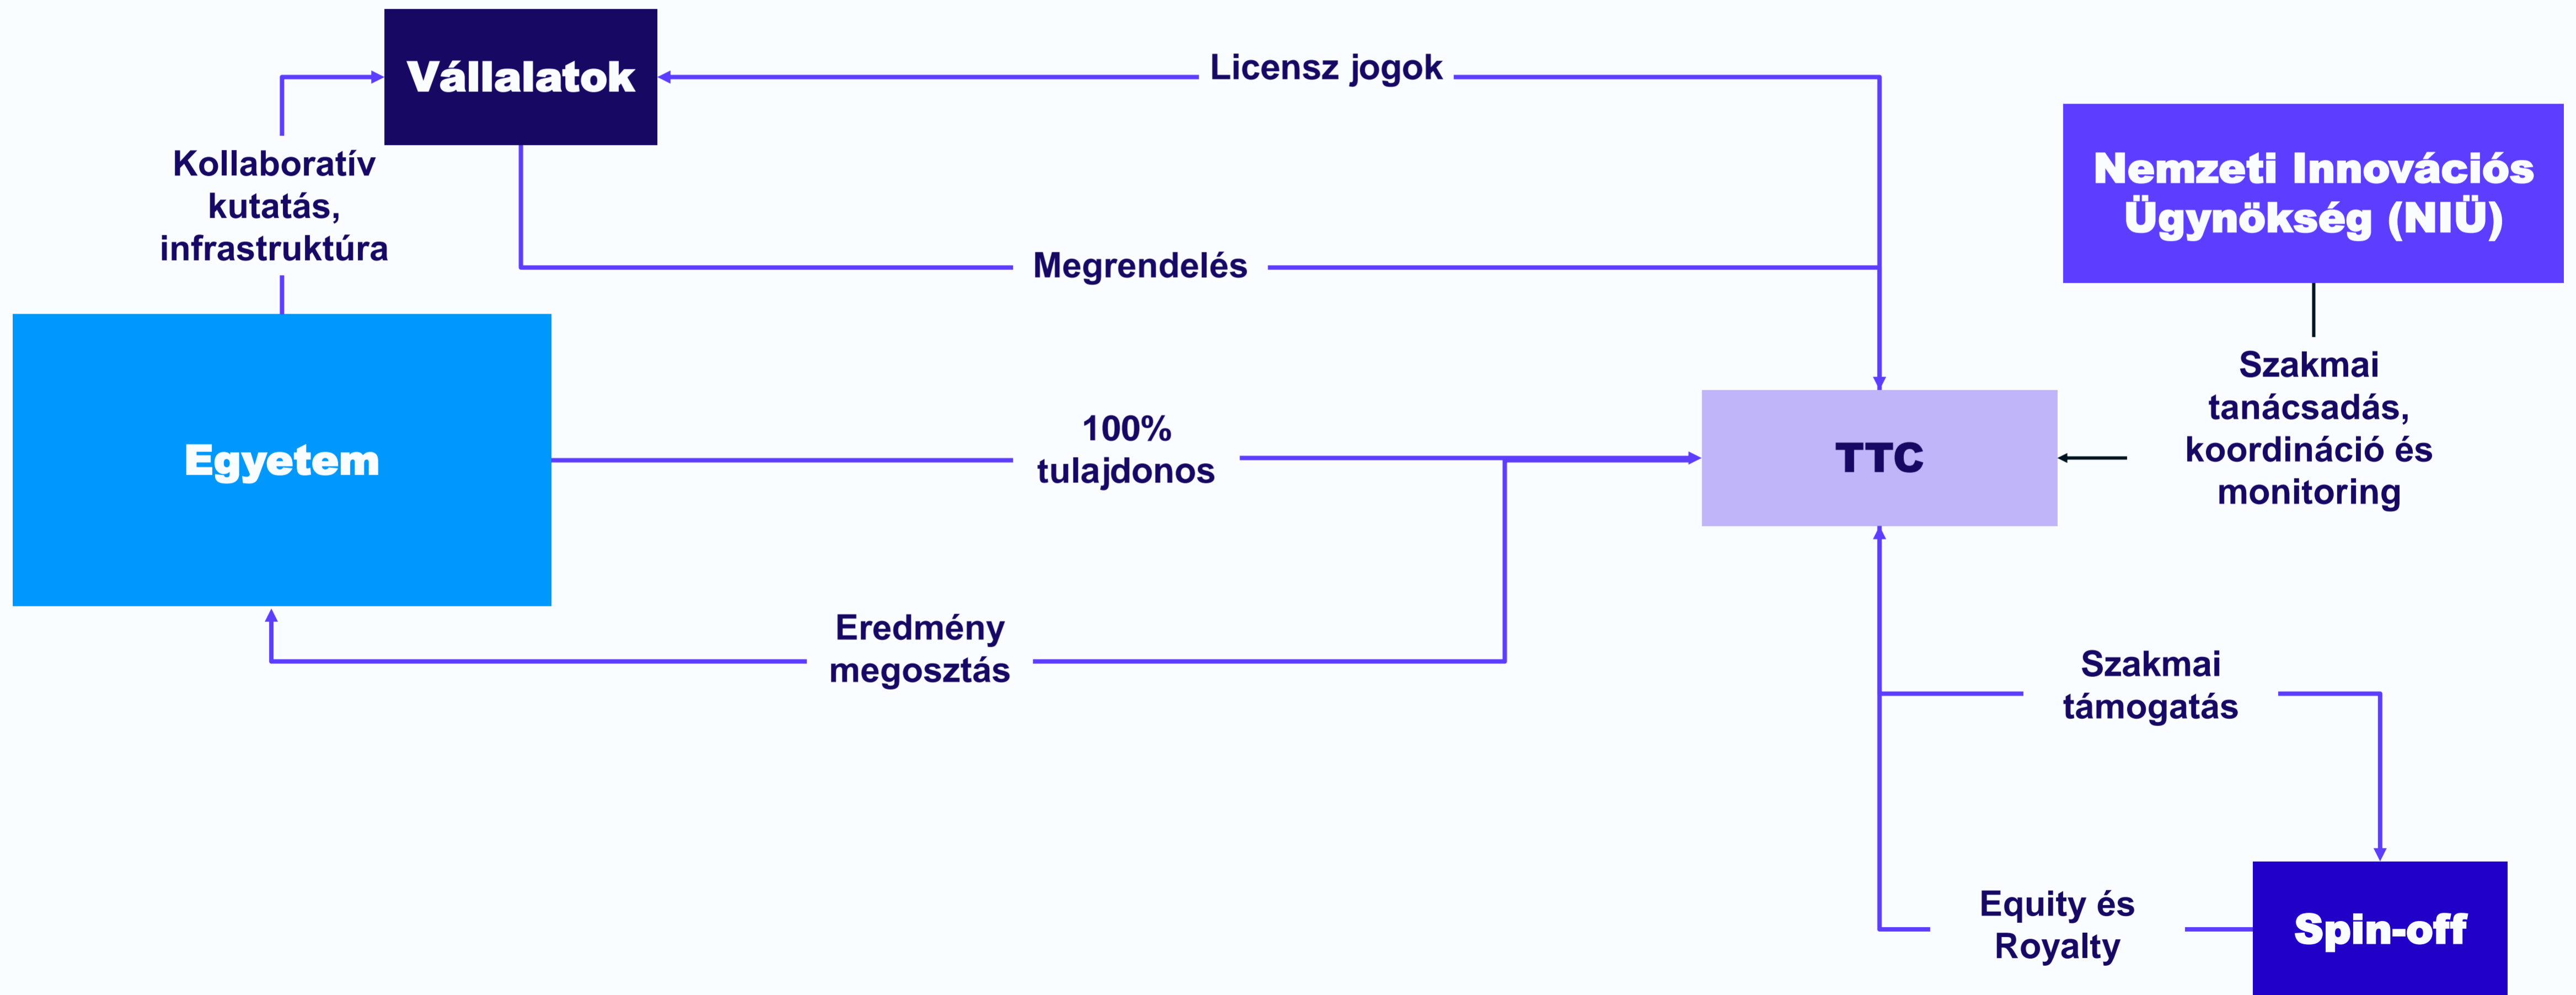 Vállalatok
Licensz jogok
Kollaboratív
kutatás,
infrastruktúra
Nemzeti Innovációs
Ügynökség (NIÜ)
Megrendelés
Szakmai
tanácsadás,
koordináció és
monitoring
Egyetem
100%
tulajdonos
TTC
Eredmény
megosztás
Szakmai
támogatás
Equity és
Royalty
Spin-off